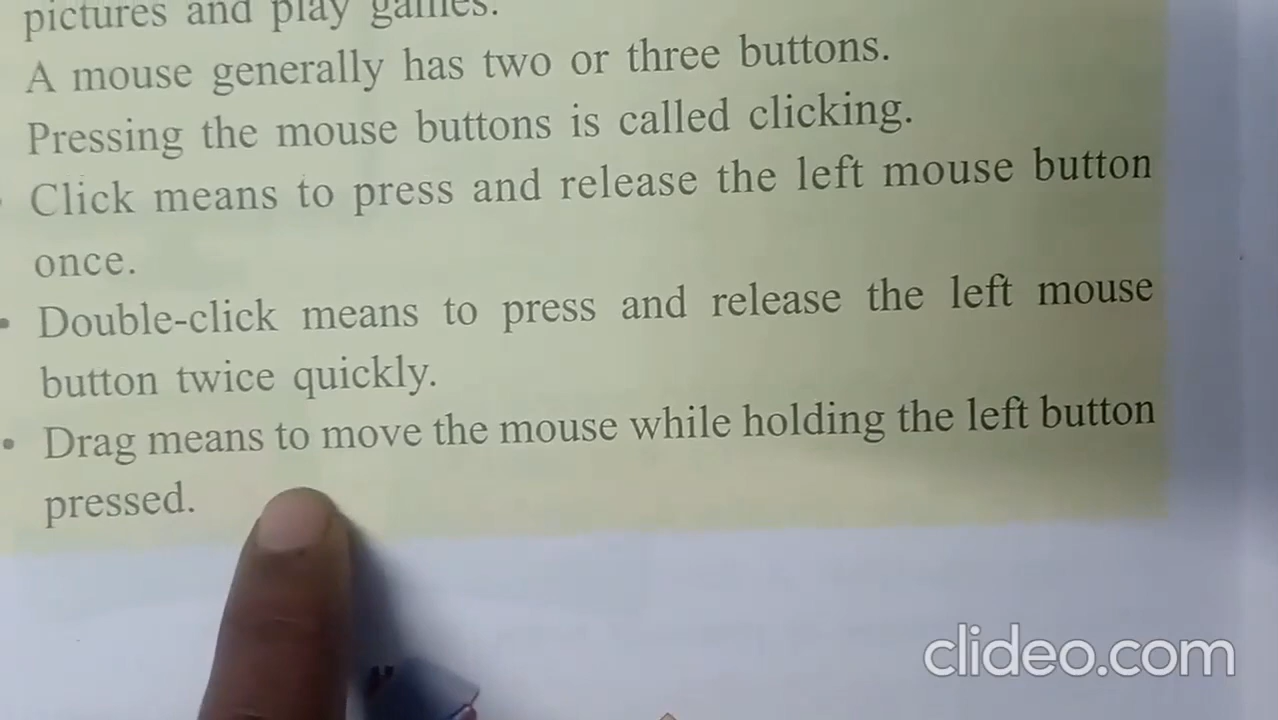 pictures and play games.
A mouse generally has two or three buttons.
Pressing the mouse buttons is called clicking.
Click means to press and release the left mouse button
once.
• Double-click means to press and release the left mouse
button twice quickly.
• Drag means to move the mouse while holding the left button
pressed.
clideo.com